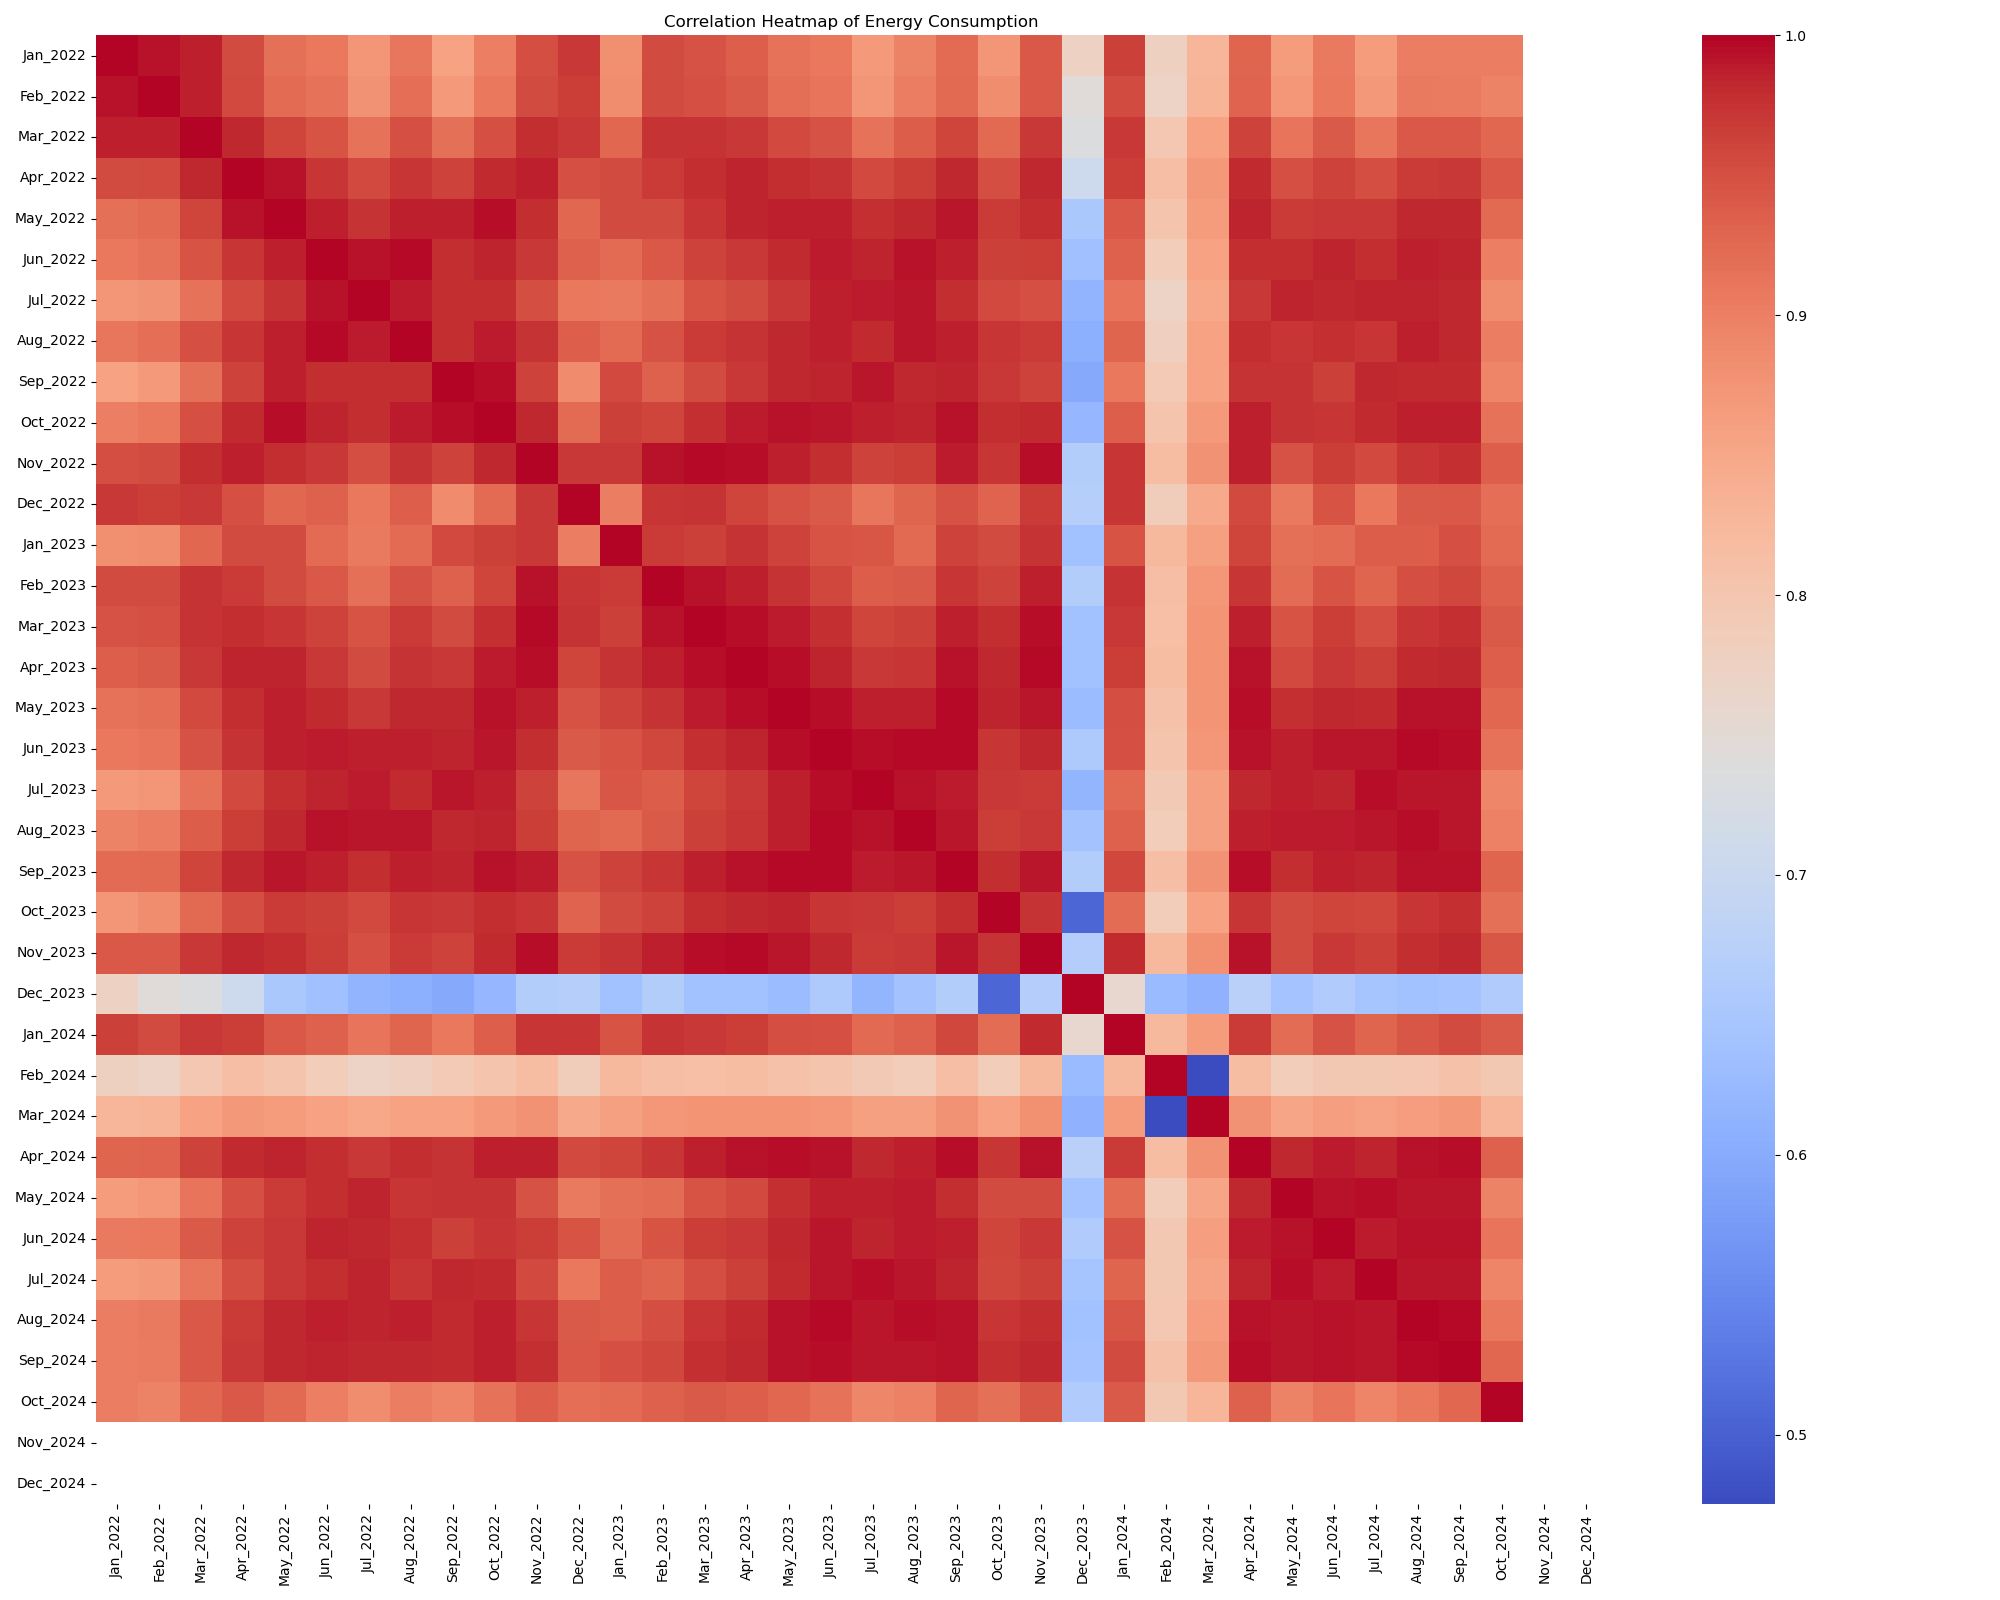 Correlation Heatmap of Energy Consumption
Jan_2022
Feb_2022
Mar_2022
Apr_2022
May_2022
Jun_2022
Jul_2022
Aug_2022
Sep_2022
Oct_2022
Nov_2022
Dec_2022
Jan_2023
Feb_2023
Mar_2023
Apr_2023
May_2023
Jun_2023
Jul_2023
Aug_2023
Sep_2023
Oct_2023
Nov_2023
Dec_2023
Jan_2024
Feb_2024
Mar_2024
Apr_2024
May_2024
Jun_2024
Jul_2024
Aug_2024
Sep_2024
Oct_2024
Nov_2024
Dec_2024
Jan_2022
Feb_2022
Mar_2022
Apr_2022
May_2022
Jun_2022
Jul_2022
Aug_2022
Sep_2022
Oct_2022
Nov_2022
Dec_2022
Jan_2023
Feb_2023
Mar_2023
Apr_2023
May_2023
Jun_2023
Jul_2023
Aug_2023
Sep_2023
Oct_2023
Nov_2023
Dec_2023
Jan_2024
Feb_2024
Mar_2024
Apr_2024
May_2024
Jun_2024
Jul_2024
Aug_2024
Sep_2024
Oct_2024
Nov_2024
Dec_2024
1.0
0.9
0.8
0.7
0.6
0.5